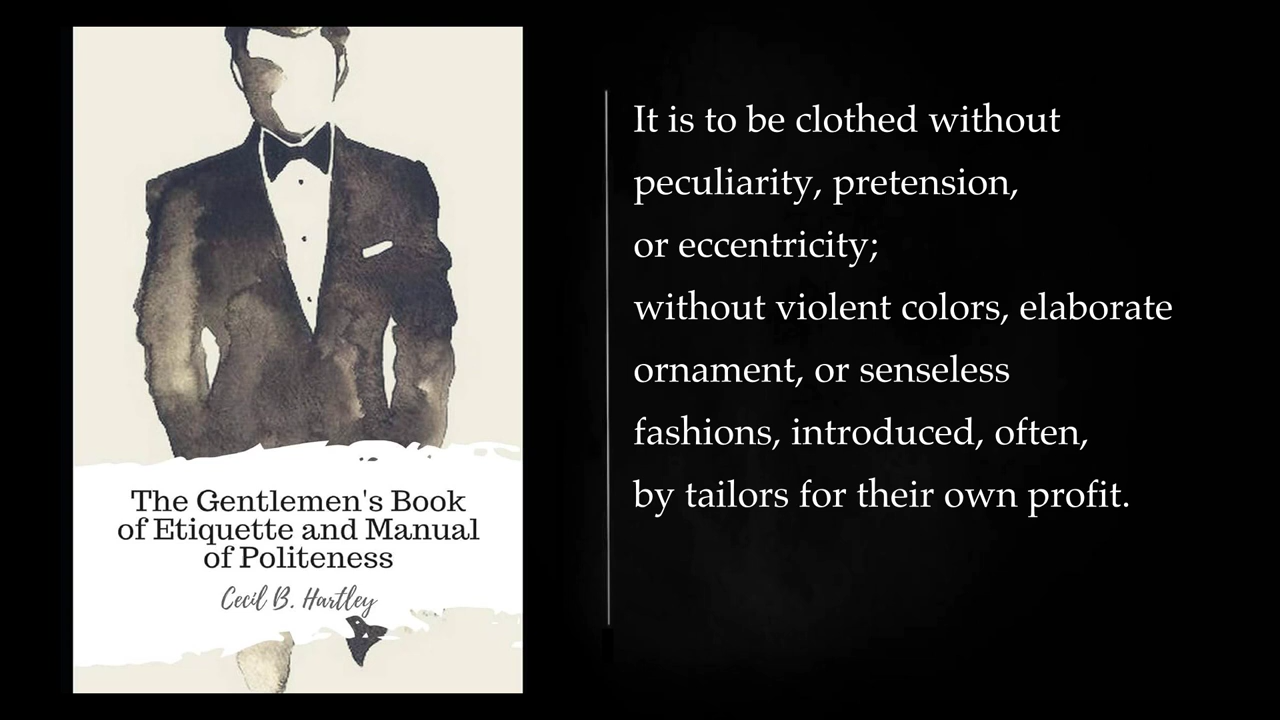 The Gentlemen's Book
of Etiquette and Manual
of Politeness
Cecil B. Hartley
It is to be clothed without
peculiarity, pretension,
or eccentricity;
without violent colors, elaborate
ornament, or senseless
fashions, introduced, often,
by tailors for their own profit.